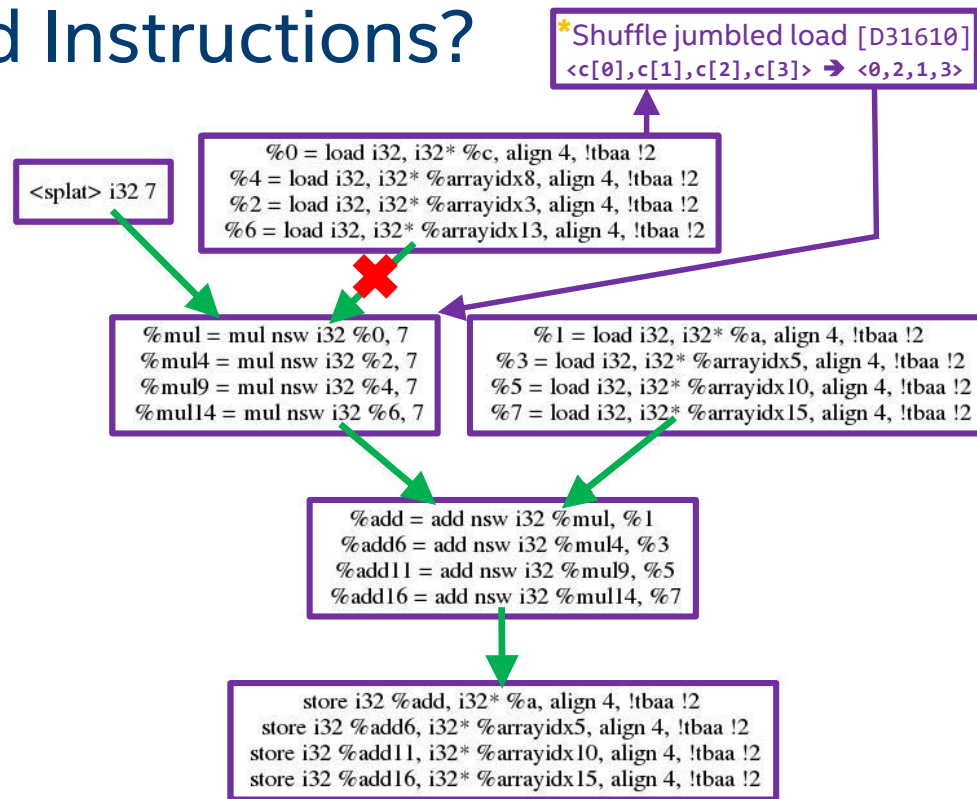 d Instructions?
*Shuffle jumbled load [D31610]
<c[0],c[1],c[2],c[3]> ➔ <0,2,1,3>
<splat> i32 7
%0 = load i32, i32* %c, align 4, !tbaa !2
%4 = load i32, i32* %arrayidx8, align 4, !tbaa !2
%2 = load i32, i32* %arrayidx3, align 4, !tbaa !2
%6 = load i32, i32* %arrayidx13, align 4, !tbaa !2
%mul = mul nsw i32 %0, 7
%mul4 = mul nsw i32 %2, 7
%mul9 = mul nsw i32 %4, 7
%mul14 = mul nsw i32 %6, 7
%1 = load i32, i32* %a, align 4, !tbaa !2
%3 = load i32, i32* %arrayidx5, align 4, !tbaa !2
%5 = load i32, i32* %arrayidx10, align 4, !tbaa !2
%7 = load i32, i32* %arrayidx15, align 4, !tbaa !2
%add = add nsw i32 %mul, %1
%add6 = add nsw i32 %mul4, %3
%add11 = add nsw i32 %mul9, %5
%add16 = add nsw i32 %mul14, %7
store i32 %add, i32* %a, align 4, !tbaa !2
store i32 %add6, i32* %arrayidx5, align 4, !tbaa !2
store i32 %add11, i32* %arrayidx10, align 4, !tbaa !2
store i32 %add16, i32* %arrayidx15, align 4, !tbaa !2